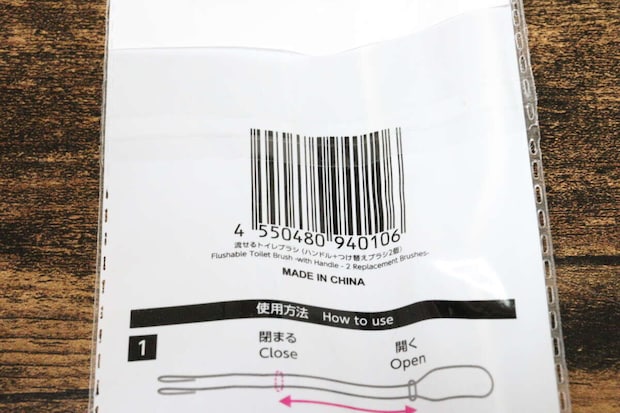 4 550480 940106
流せるトイレブラシ (ハンドル+つけ替えブラシ2個)
Flushable Toilet Brush -with Handle - 2 Replacement Brushes-
MADE IN CHINA
使用方法 How to use
1
閉まる 開く
Close Open